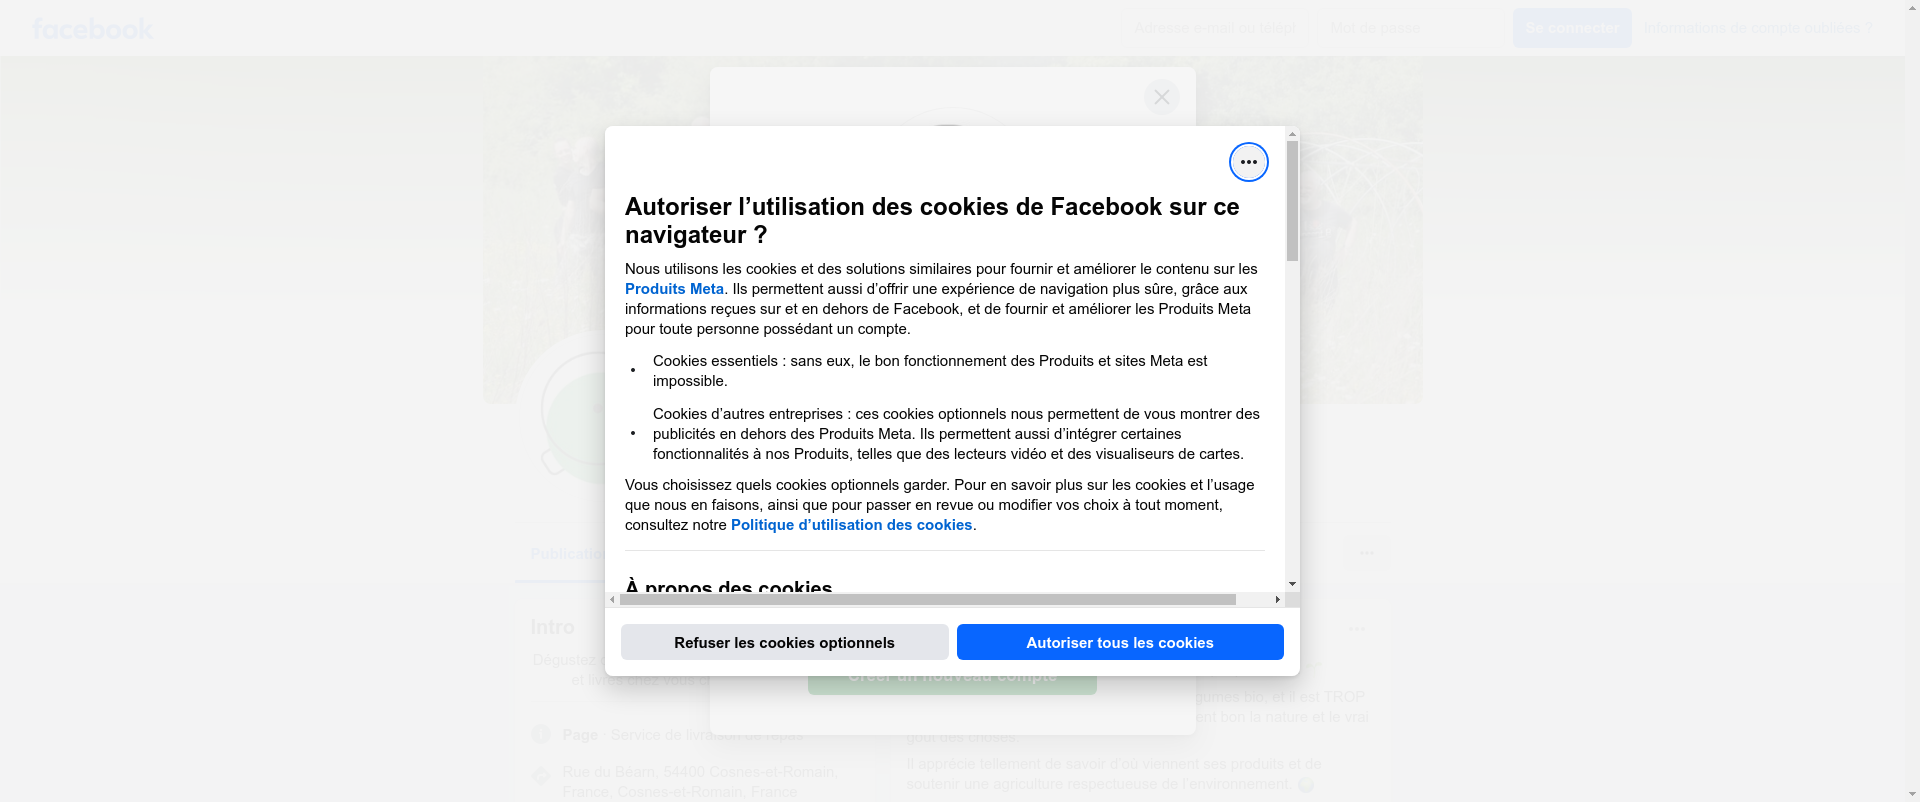 facebook
Adresse e-mail ou téléph
Mot de passe
Se connecter
Informations de compte oubliées ?
Autoriser l’utilisation des cookies de Facebook sur ce
navigateur ?
Nous utilisons les cookies et des solutions similaires pour fournir et améliorer le contenu sur les
Produits Meta. Ils permettent aussi d’offrir une expérience de navigation plus sûre, grâce aux
informations reçues sur et en dehors de Facebook, et de fournir et améliorer les Produits Meta
pour toute personne possédant un compte.
• Cookies essentiels : sans eux, le bon fonctionnement des Produits et sites Meta est
impossible.
• Cookies d’autres entreprises : ces cookies optionnels nous permettent de vous montrer des
publicités en dehors des Produits Meta. Ils permettent aussi d’intégrer certaines
fonctionnalités à nos Produits, telles que des lecteurs vidéo et des visualiseurs de cartes.
Vous choisissez quels cookies optionnels garder. Pour en savoir plus sur les cookies et l’usage
que nous en faisons, ainsi que pour passer en revue ou modifier vos choix à tout moment,
consultez notre Politique d’utilisation des cookies.
À propos des cookies
Refuser les cookies optionnels
Autoriser tous les cookies
Créer un nouveau compte
Publication
Intro
Dégustez
et livrés chez vous
Page · Service de livraison de repas
Rue du Béarn, 54400 Cosnes-et-Romain,
France, Cosnes-et-Romain, France
bio, et il est TROP
bon la nature et le vrai
goût des choses
Il apprécie tellement de savoir d’où viennent ses produits et de
soutenir une agriculture respectueuse de l’environnement.